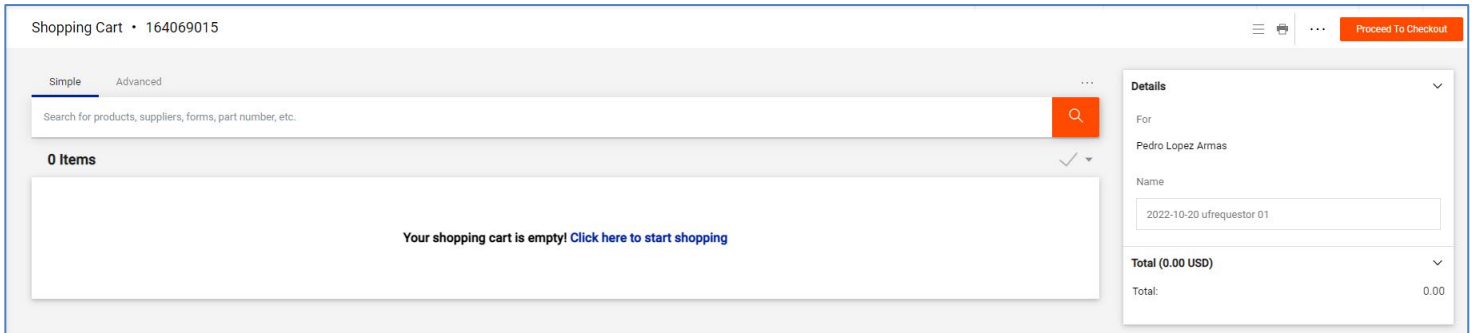 Shopping Cart • 164069015
Proceed To Checkout
Simple
Advanced
Search for products, suppliers, forms, part number, etc.
0 Items
Your shopping cart is empty! Click here to start shopping
Details
For
Pedro Lopez Armas
Name
2022-10-20 ufrequestor 01
Total (0.00 USD)
Total: 0.00